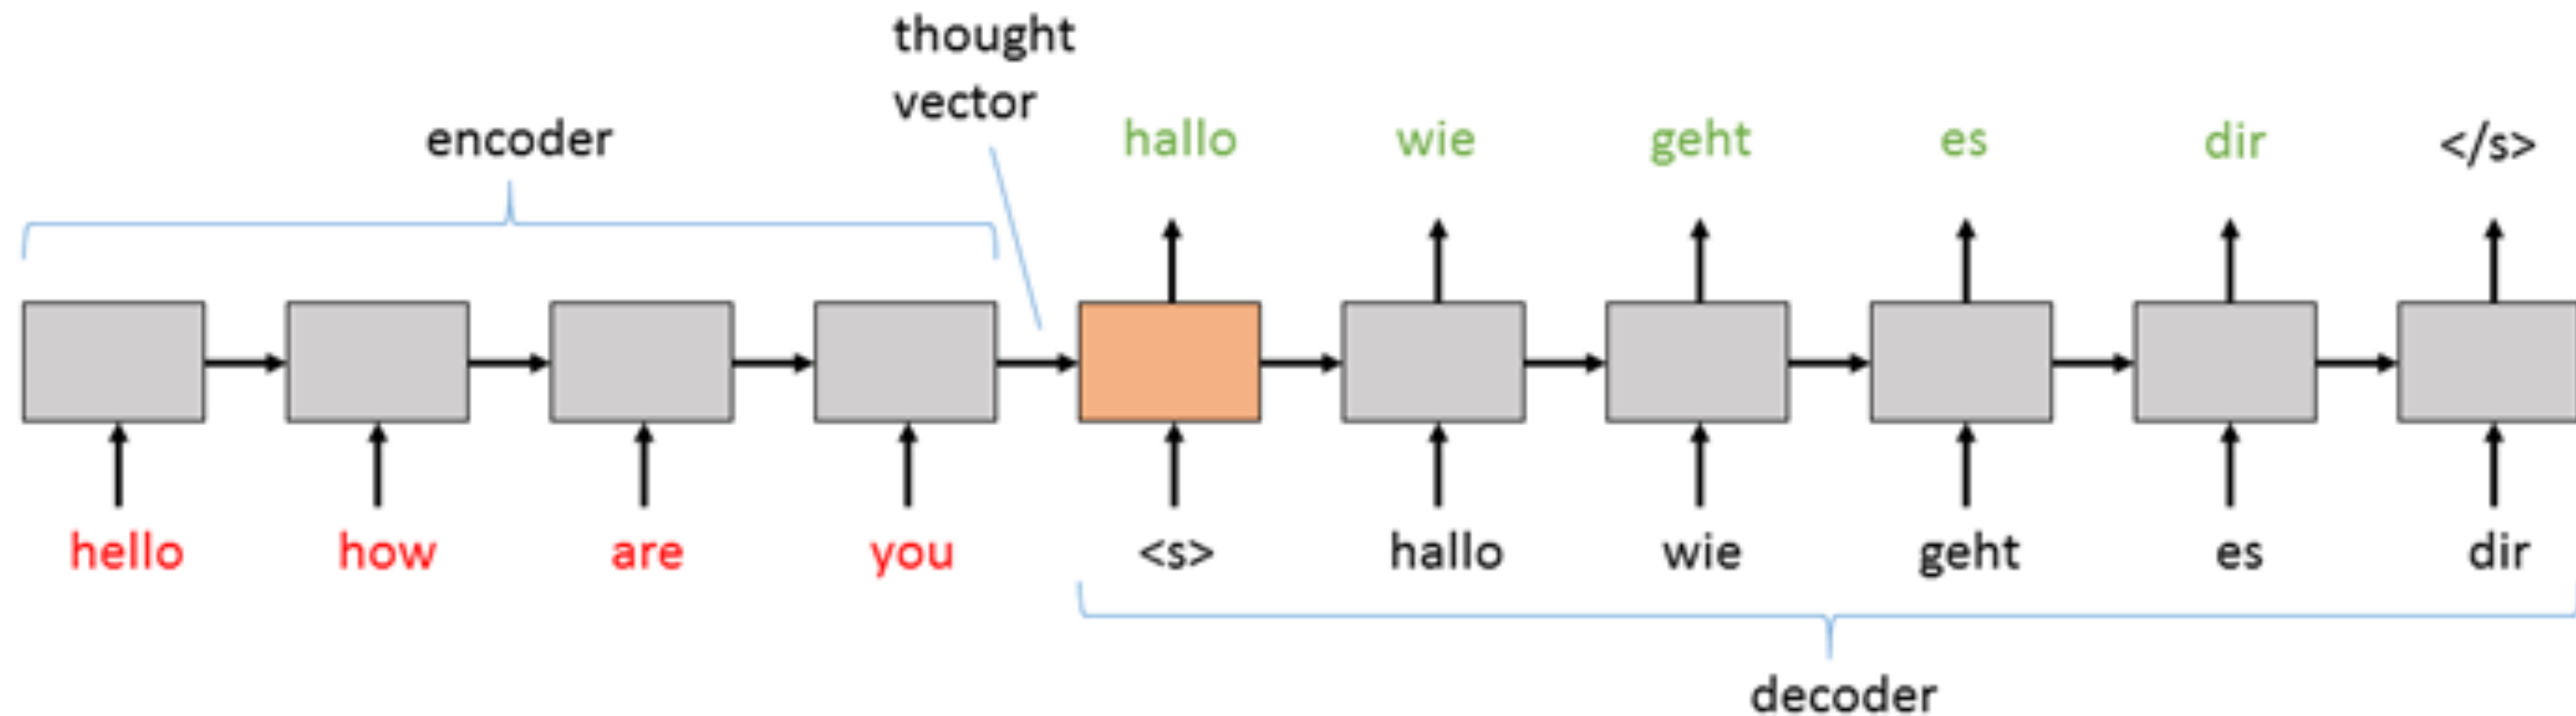 thought
vector
encoder
hallo wie geht es dir </s>
hello how are you <s> hallo wie geht es dir
decoder